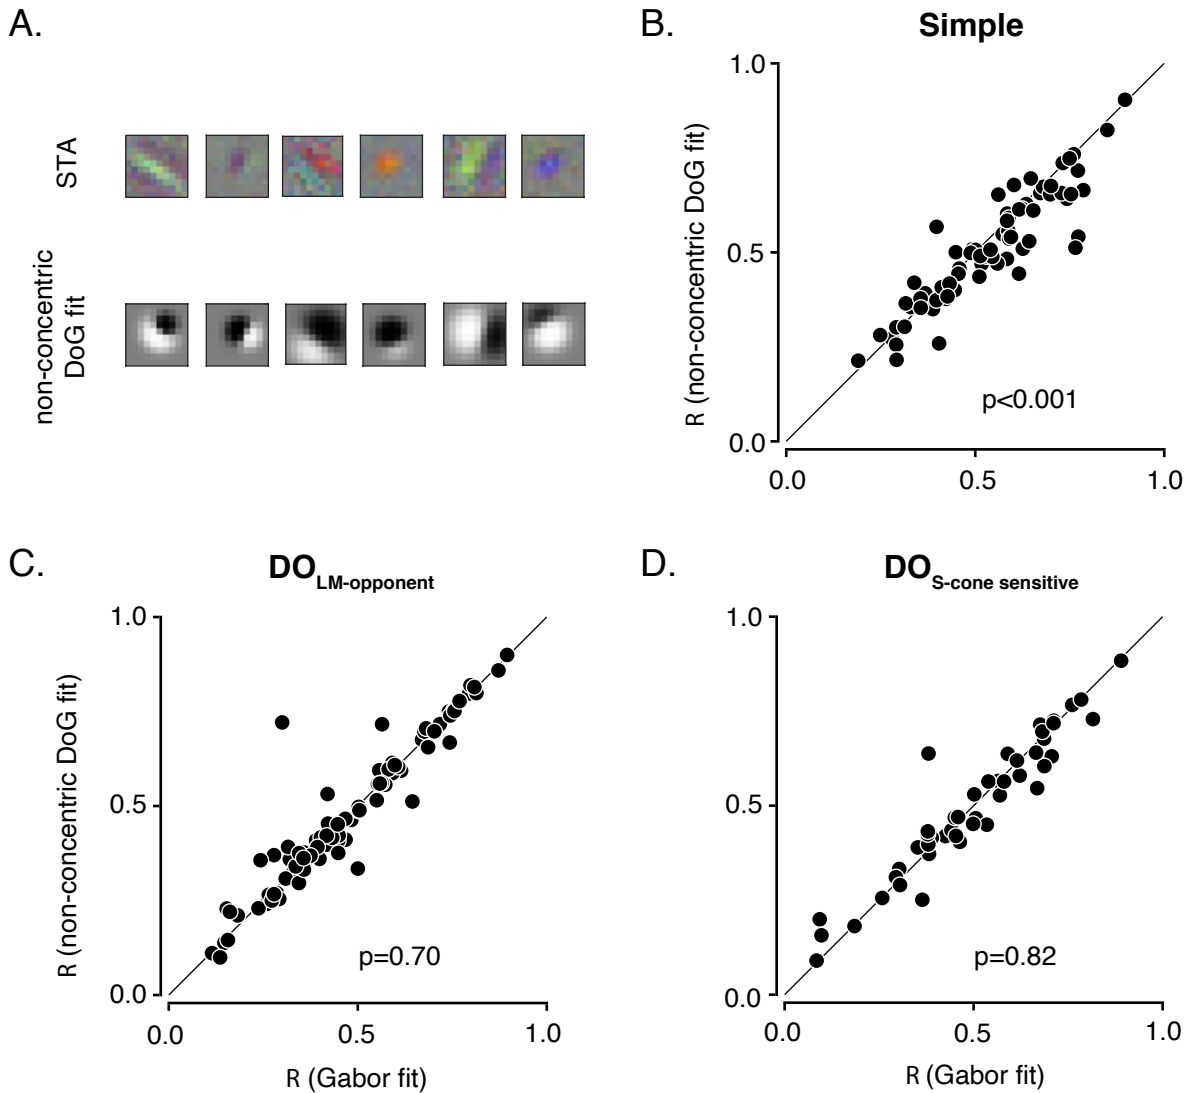 A.
STA
non-concentric
DoG fit
B.
Simple
R (non-concentric DoG fit)
1.0
0.5
0.0
p<0.001
0.0 0.5 1.0
C.
DO LM-opponent
R (non-concentric DoG fit)
1.0
0.5
0.0
p=0.70
0.0 0.5 1.0
R (Gabor fit)
D.
DO S-cone sensitive
1.0
0.5
0.0
p=0.82
0.0 0.5 1.0
R (Gabor fit)